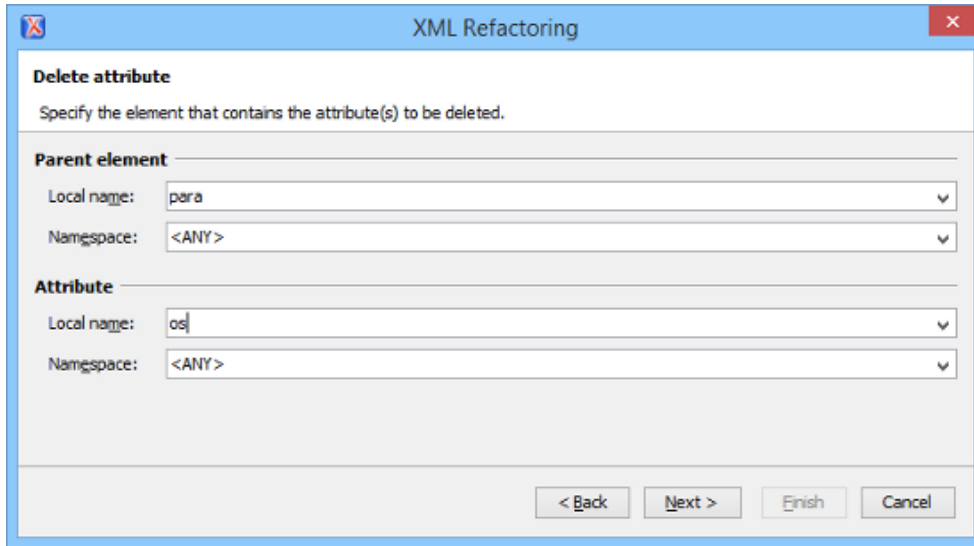 XML Refactoring
Delete attribute
Specify the element that contains the attribute(s) to be deleted.
Parent element
Local name: para
Namespace: <ANY>
Attribute
Local name: os
Namespace: <ANY>
< Back Next > Finish Cancel